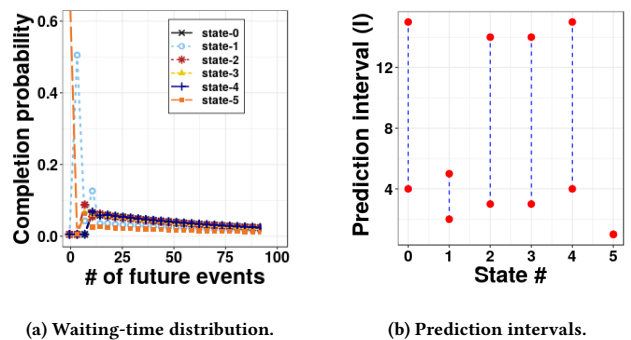 Completion probability
0.6
0.4
0.2
0.0
state-0
state-1
state-2
state-3
state-4
state-5
0 25 50 75 100
# of future events
(a) Waiting-time distribution.
Prediction interval (I)
12
8
4
0 1 2 3 4 5
State #
(b) Prediction intervals.